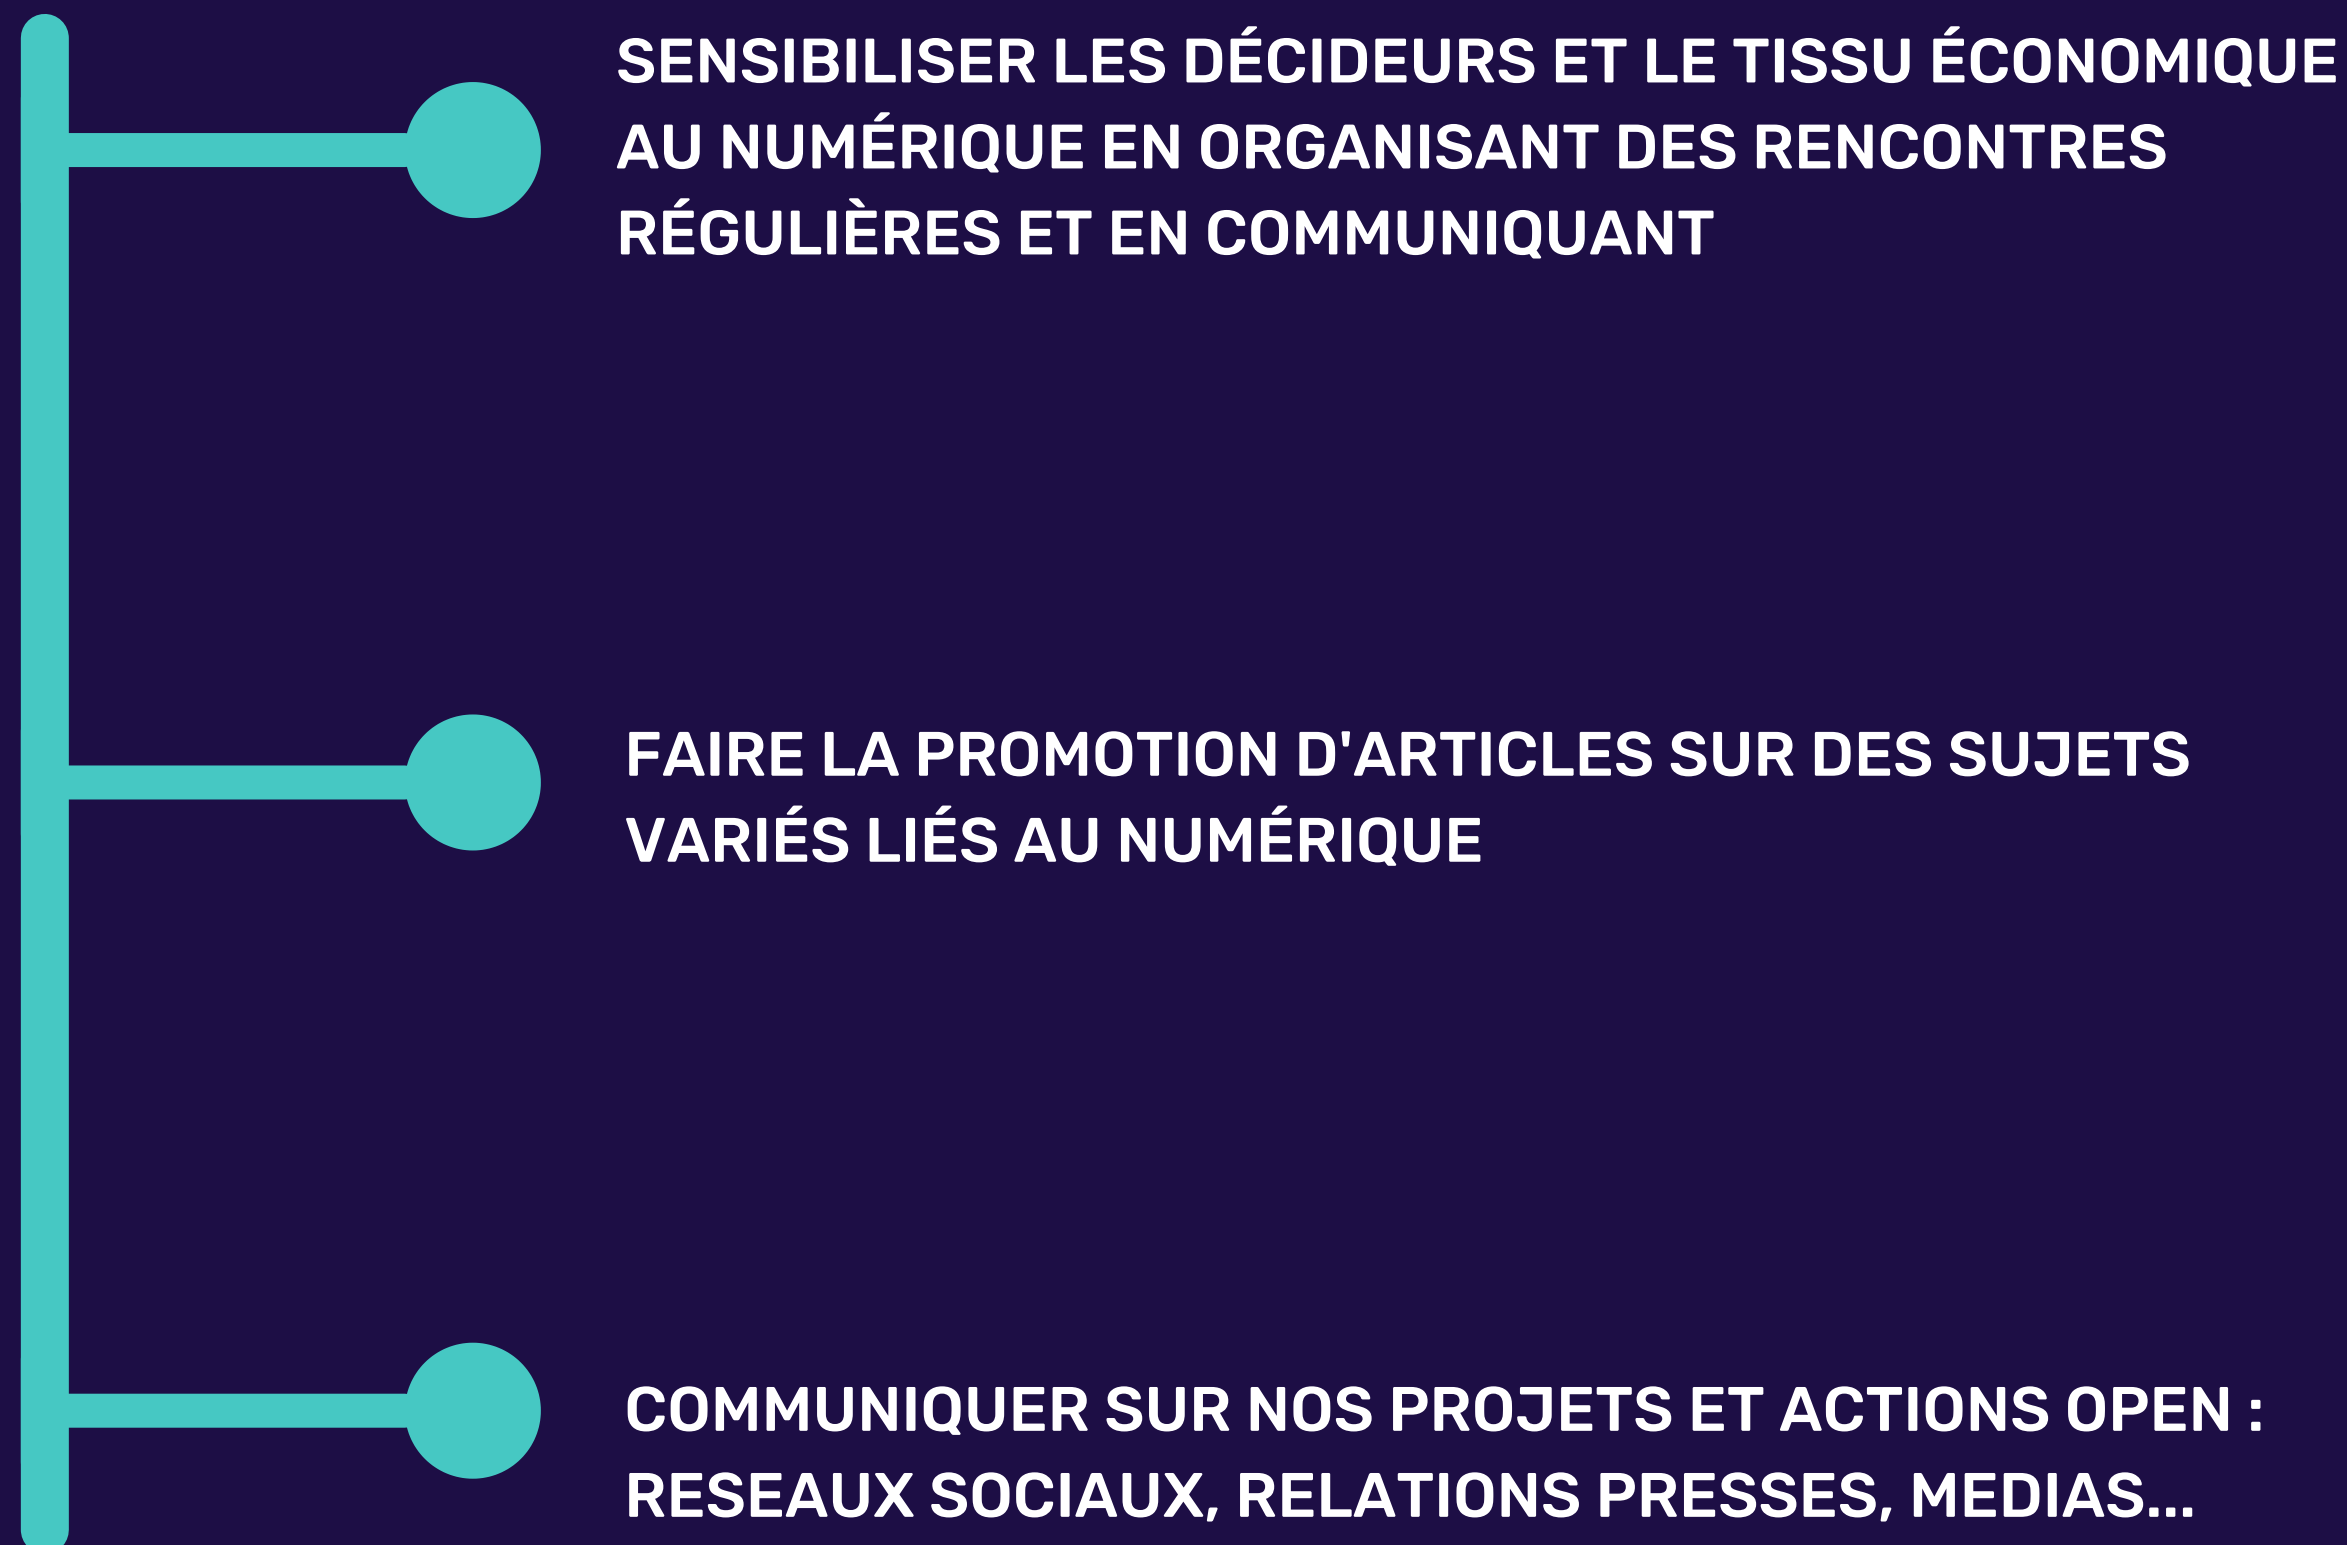 SENSIBILISER LES DÉCIDEURS ET LE TISSU ÉCONOMIQUE
AU NUMÉRIQUE EN ORGANISANT DES RENCONTRES
RÉGULIÈRES ET EN COMMUNIQUANT
FAIRE LA PROMOTION D'ARTICLES SUR DES SUJETS
VARIÉS LIÉS AU NUMÉRIQUE
COMMUNIQUER SUR NOS PROJETS ET ACTIONS OPEN :
RESEAUX SOCIAUX, RELATIONS PRESSES, MEDIAS...